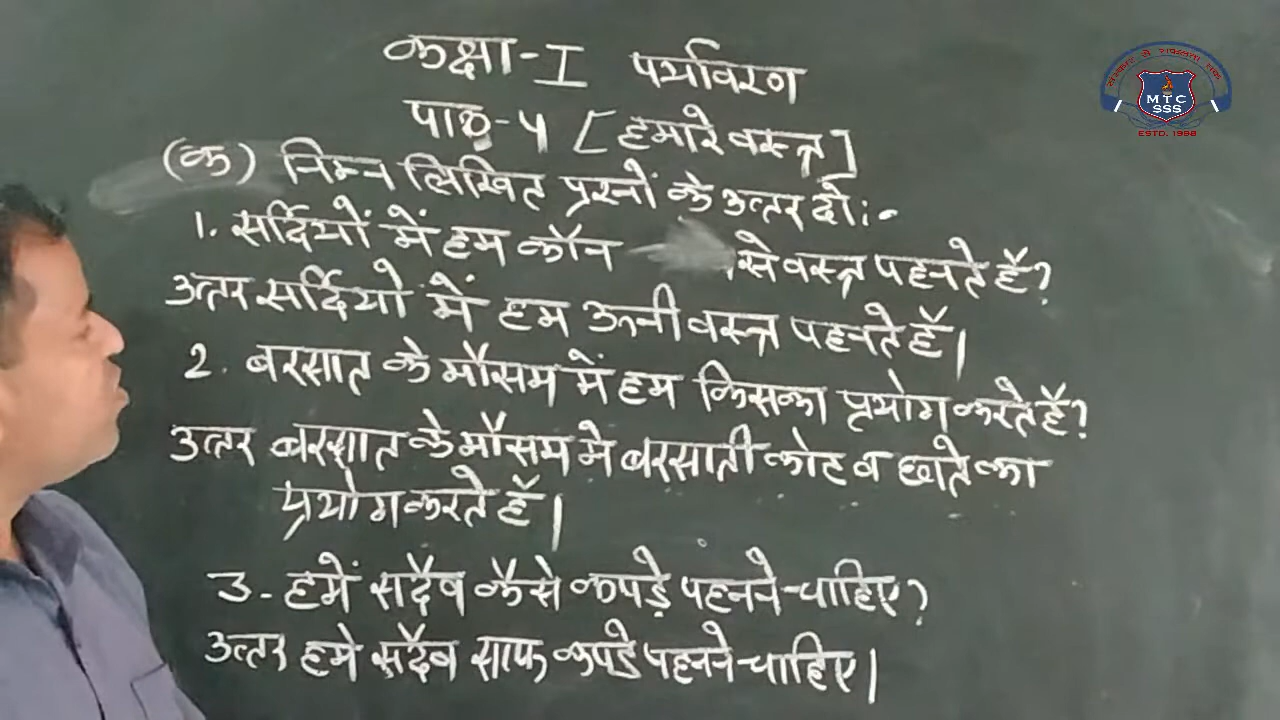 कक्षा-I पर्यावरण
पाठ-५ [हमारे वस्त्र]
(क) निम्न लिखित प्रश्नों के उत्तर दो:-
1. सर्दियों में हम कौन से वस्त्र पहनते हैं?
उत्तर सर्दियो में हम ऊनी वस्त्र पहनते हैं।
2. बरसात के मौसम में हम किसका प्रयोग करते हैं?
उत्तर बरसात के मौसम मे बरसाती कोट व छाते का
प्रयोग करते हैं।
3- हमें सदैव कैसे कपड़े पहनने चाहिए?
उत्तर हमे सदैव साफ कपडे पहनने चाहिए।
MTC
SSS
ESTD. 1998